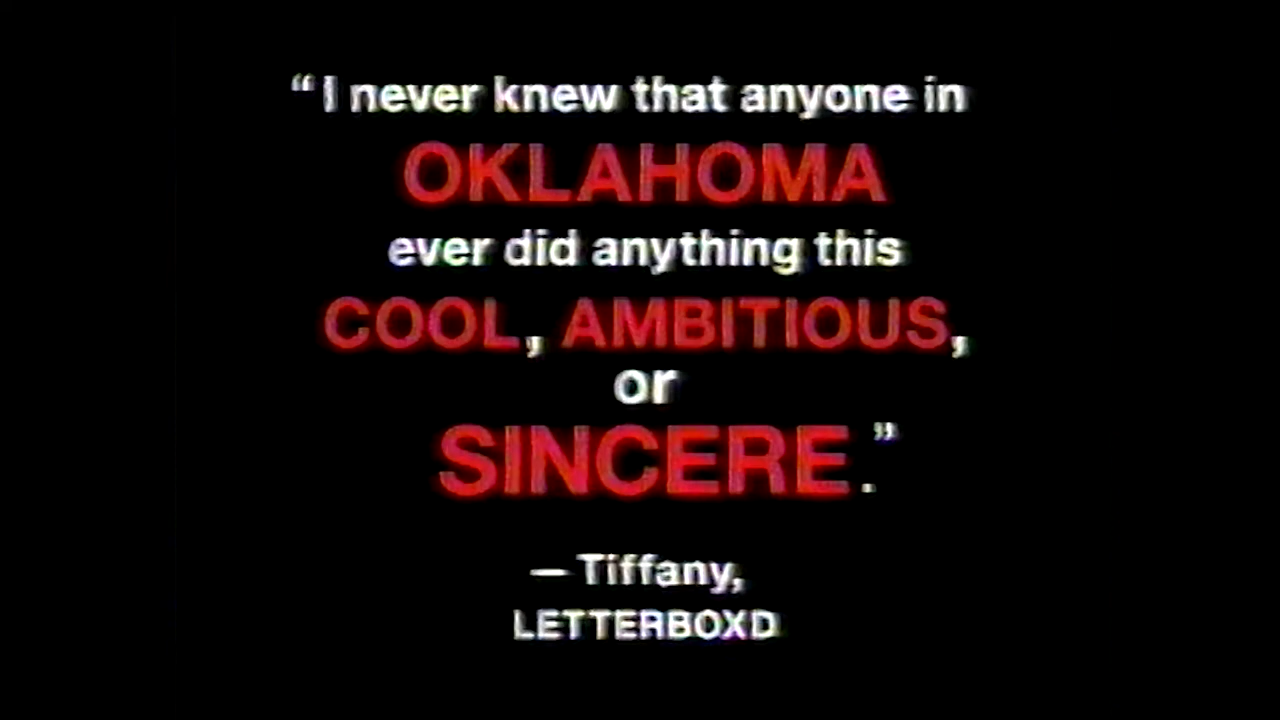 “I never knew that anyone in
OKLAHOMA
ever did anything this
COOL, AMBITIOUS,
or
SINCERE.”
— Tiffany,
LETTERBOXD